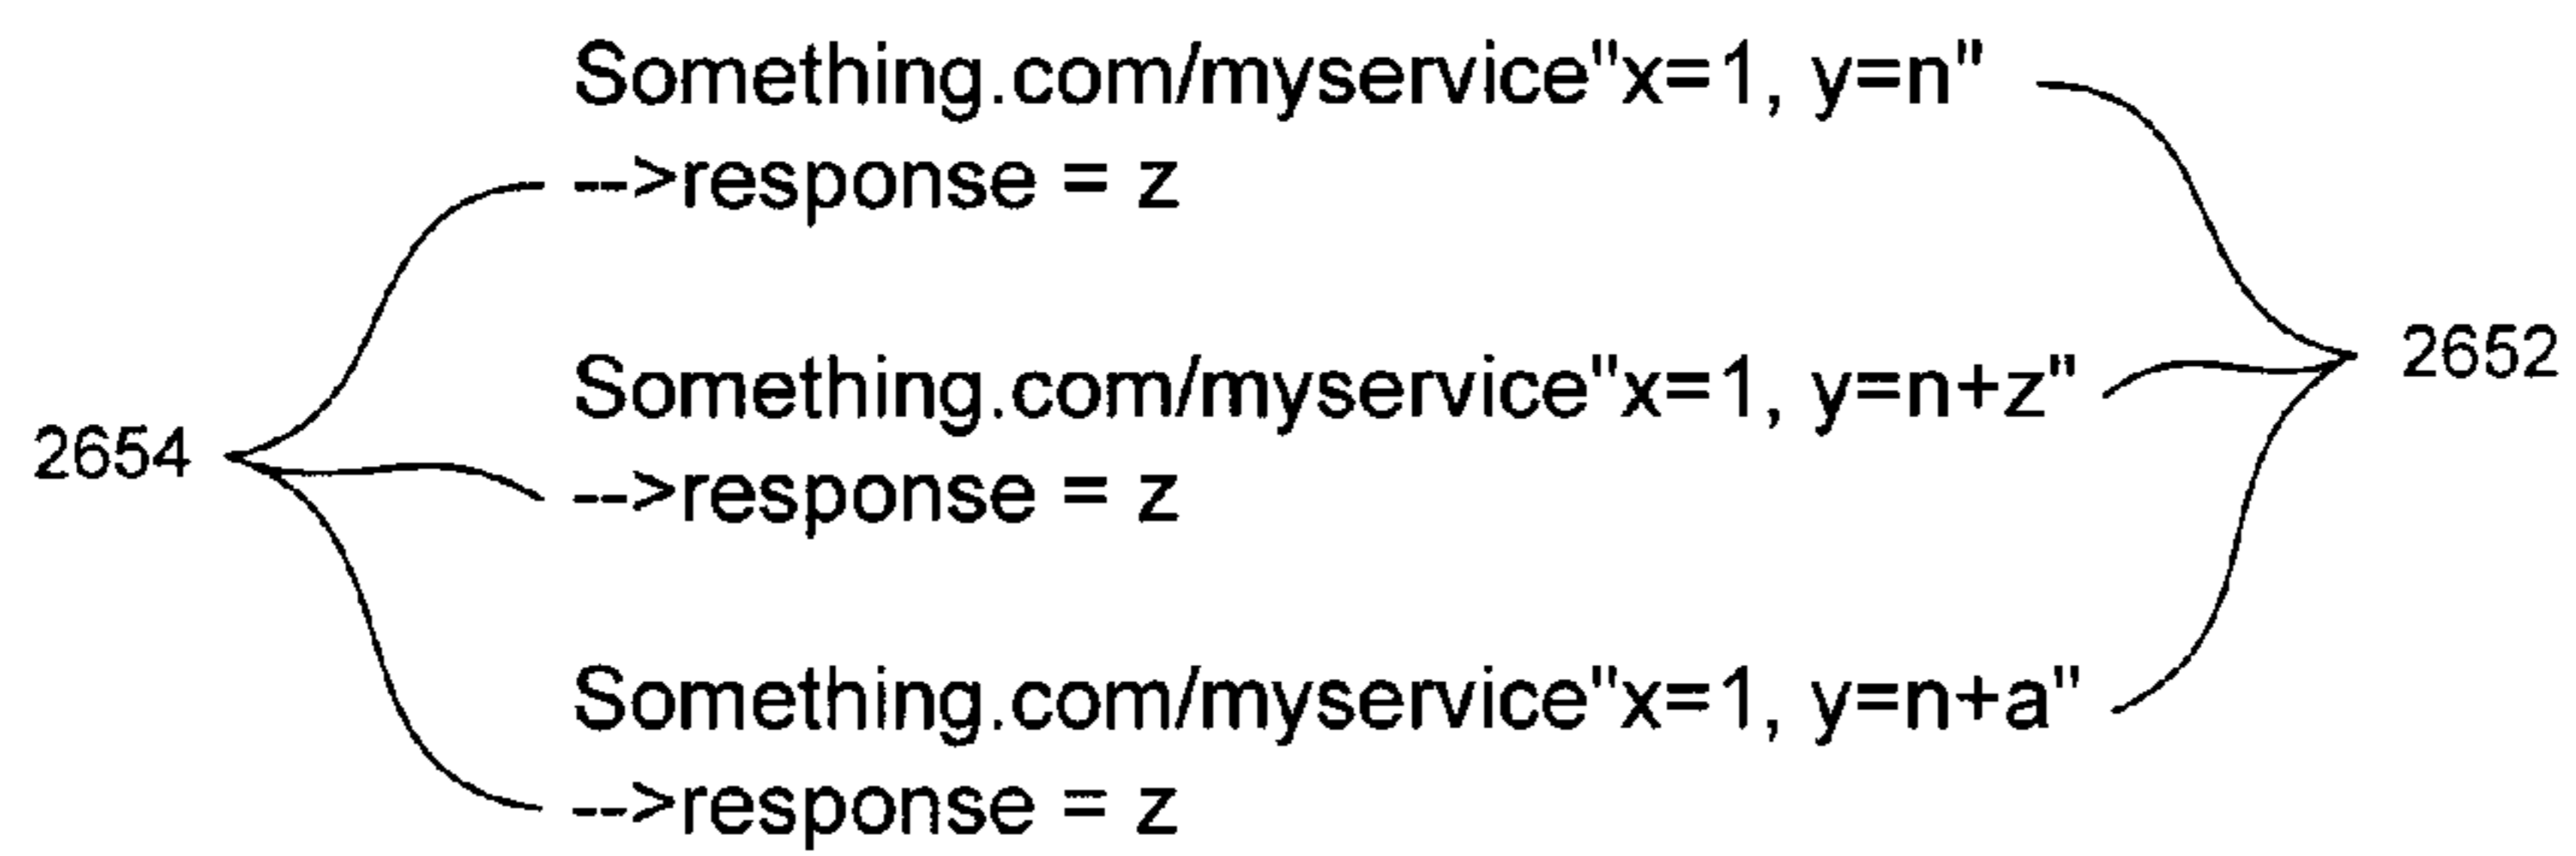 Something.com/myservice"x=1, y=n"
-->response = z
Something.com/myservice"x=1, y=n+z"
2652
2654
-->response = z
Something.com/myservice"x=1, y=n+a"
-->response = z